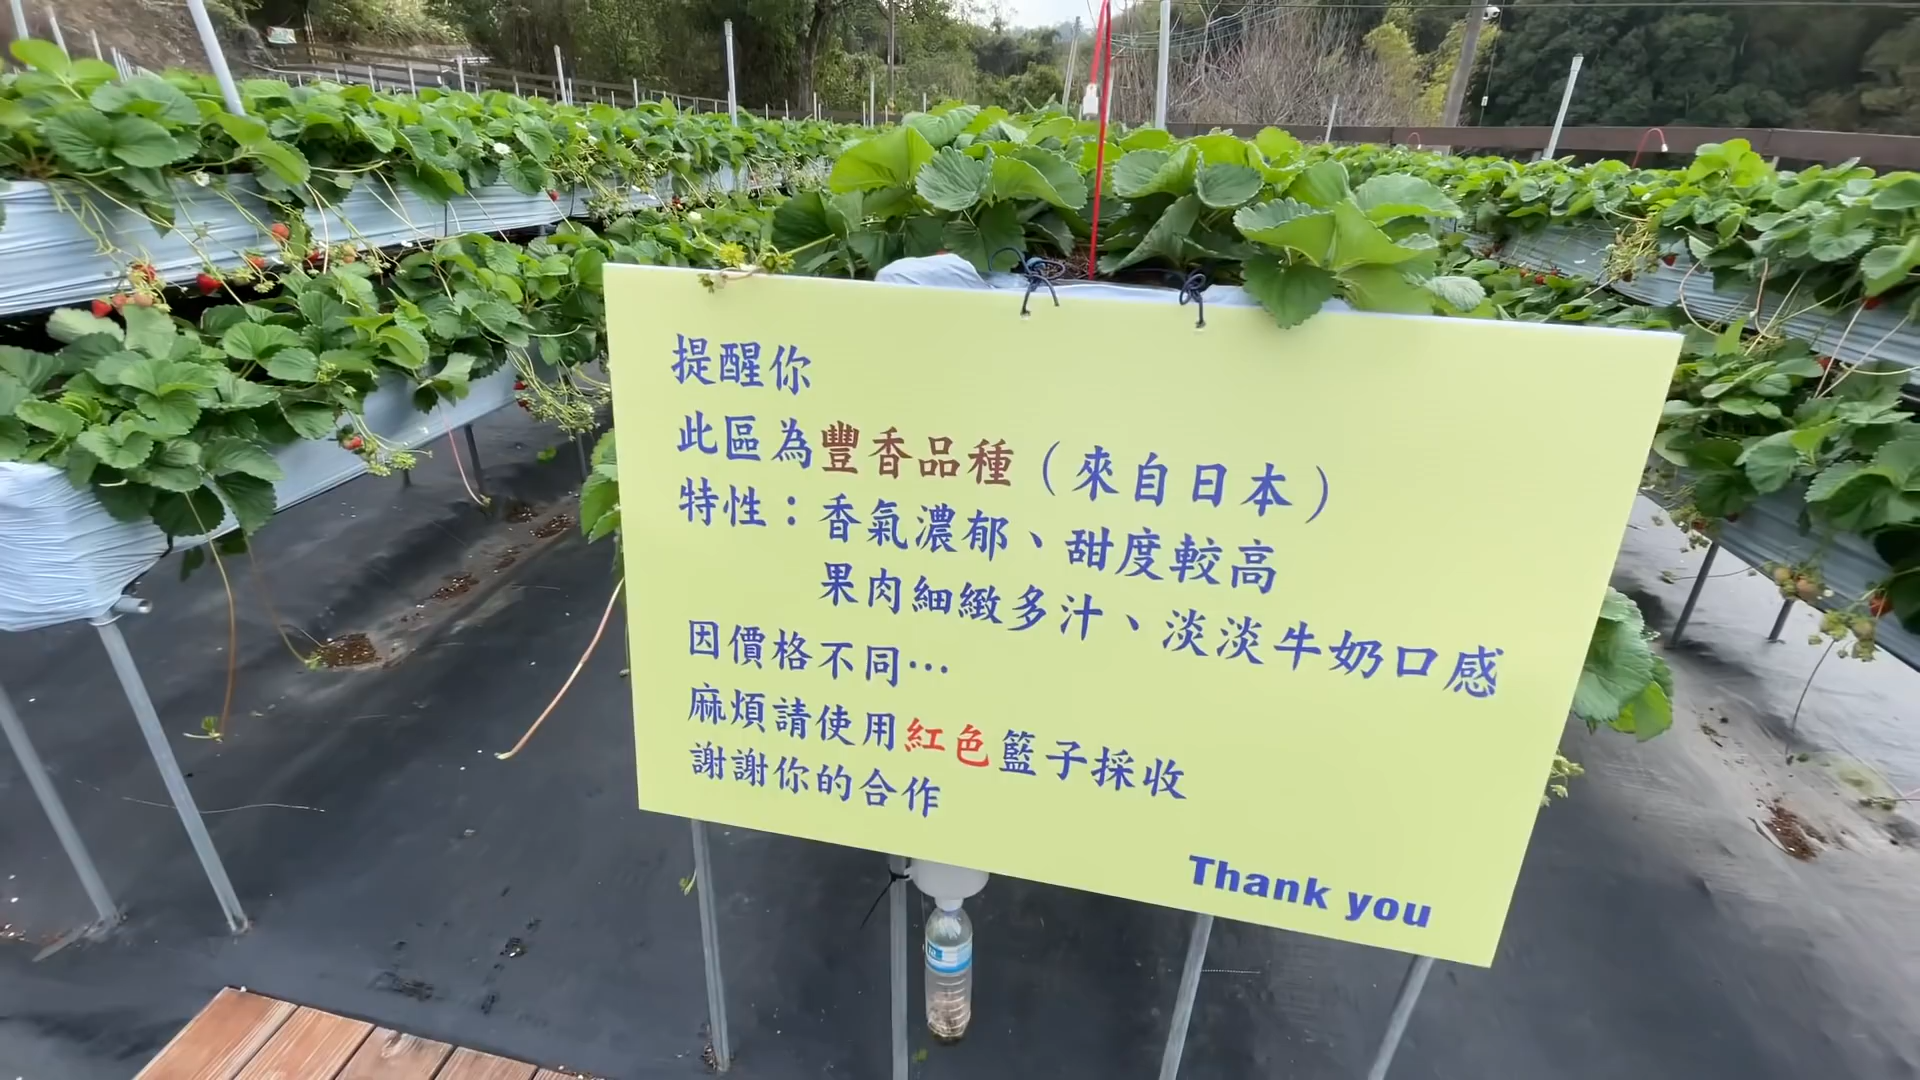 提醒你
此區為豐香品種（來自日本）
特性：香氣濃郁、甜度較高
果肉細緻多汁、淡淡牛奶口感
因價格不同…
麻煩請使用紅色籃子採收
謝謝你的合作
Thank you